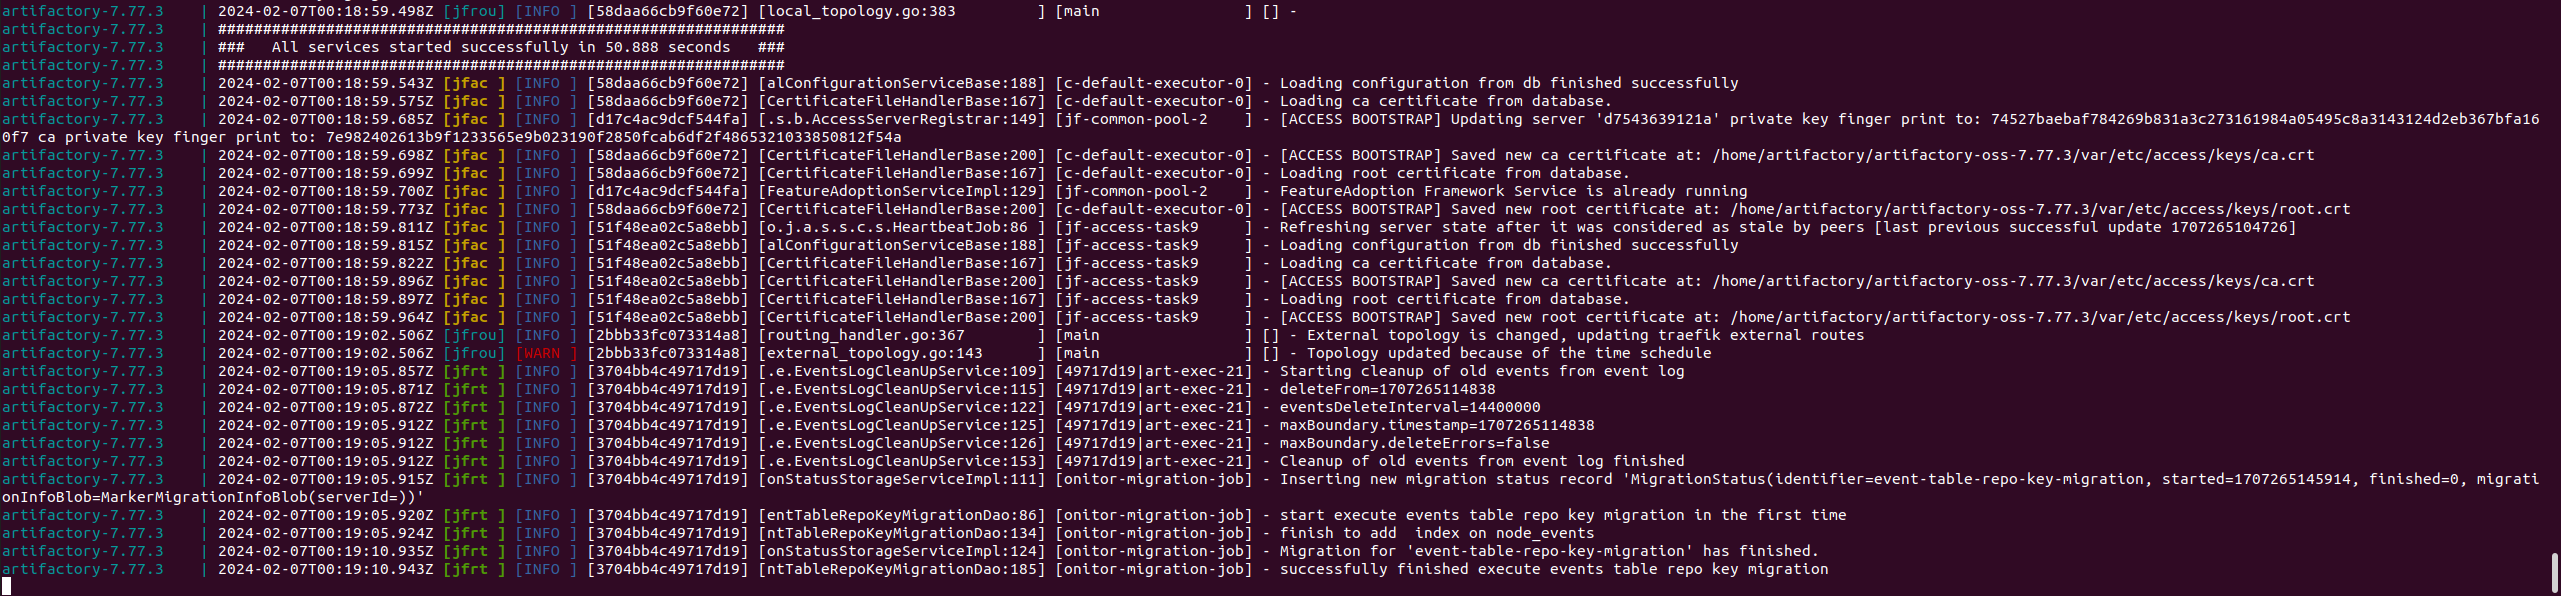 artifactory-7.77.3    | 2024-02-07T00:18:59.498Z [jfrou] [INFO ] [58daa66cb9f60e72] [local_topology.go:383         ] [main                ] [] -
artifactory-7.77.3    | ###############################################################
artifactory-7.77.3    | ###   All services started successfully in 50.888 seconds   ###
artifactory-7.77.3    | ###############################################################
artifactory-7.77.3    | 2024-02-07T00:18:59.543Z [jfac ] [INFO ] [58daa66cb9f60e72] [alConfigurationServiceBase:188] [c-default-executor-0] - Loading configuration from db finished successfully
artifactory-7.77.3    | 2024-02-07T00:18:59.575Z [jfac ] [INFO ] [58daa66cb9f60e72] [CertificateFileHandlerBase:167] [c-default-executor-0] - Loading ca certificate from database.
artifactory-7.77.3    | 2024-02-07T00:18:59.685Z [jfac ] [INFO ] [d17c4ac9dcf544fa] [.s.b.AccessServerRegistrar:149] [jf-common-pool-2    ] - [ACCESS BOOTSTRAP] Updating server 'd7543639121a' private key finger print to: 74527baebaf784269b831a3c273161984a05495c8a3143124d2eb367bfa16
0f7 ca private key finger print to: 7e982402613b9f1233565e9b023190f2850fcab6df2f4865321033850812f54a
artifactory-7.77.3    | 2024-02-07T00:18:59.698Z [jfac ] [INFO ] [58daa66cb9f60e72] [CertificateFileHandlerBase:200] [c-default-executor-0] - [ACCESS BOOTSTRAP] Saved new ca certificate at: /home/artifactory/artifactory-oss-7.77.3/var/etc/access/keys/ca.crt
artifactory-7.77.3    | 2024-02-07T00:18:59.699Z [jfac ] [INFO ] [58daa66cb9f60e72] [CertificateFileHandlerBase:167] [c-default-executor-0] - Loading root certificate from database.
artifactory-7.77.3    | 2024-02-07T00:18:59.700Z [jfac ] [INFO ] [d17c4ac9dcf544fa] [FeatureAdoptionServiceImpl:129] [jf-common-pool-2    ] - FeatureAdoption Framework Service is already running
artifactory-7.77.3    | 2024-02-07T00:18:59.773Z [jfac ] [INFO ] [58daa66cb9f60e72] [CertificateFileHandlerBase:200] [c-default-executor-0] - [ACCESS BOOTSTRAP] Saved new root certificate at: /home/artifactory/artifactory-oss-7.77.3/var/etc/access/keys/root.crt
artifactory-7.77.3    | 2024-02-07T00:18:59.811Z [jfac ] [INFO ] [51f48ea02c5a8ebb] [o.j.a.s.s.c.s.HeartbeatJob:86 ] [jf-access-task9     ] - Refreshing server state after it was considered as stale by peers [last previous successful update 1707265104726]
artifactory-7.77.3    | 2024-02-07T00:18:59.815Z [jfac ] [INFO ] [51f48ea02c5a8ebb] [alConfigurationServiceBase:188] [jf-access-task9     ] - Loading configuration from db finished successfully
artifactory-7.77.3    | 2024-02-07T00:18:59.822Z [jfac ] [INFO ] [51f48ea02c5a8ebb] [CertificateFileHandlerBase:167] [jf-access-task9     ] - Loading ca certificate from database.
artifactory-7.77.3    | 2024-02-07T00:18:59.896Z [jfac ] [INFO ] [51f48ea02c5a8ebb] [CertificateFileHandlerBase:200] [jf-access-task9     ] - [ACCESS BOOTSTRAP] Saved new ca certificate at: /home/artifactory/artifactory-oss-7.77.3/var/etc/access/keys/ca.crt
artifactory-7.77.3    | 2024-02-07T00:18:59.897Z [jfac ] [INFO ] [51f48ea02c5a8ebb] [CertificateFileHandlerBase:167] [jf-access-task9     ] - Loading root certificate from database.
artifactory-7.77.3    | 2024-02-07T00:18:59.964Z [jfac ] [INFO ] [51f48ea02c5a8ebb] [CertificateFileHandlerBase:200] [jf-access-task9     ] - [ACCESS BOOTSTRAP] Saved new root certificate at: /home/artifactory/artifactory-oss-7.77.3/var/etc/access/keys/root.crt
artifactory-7.77.3    | 2024-02-07T00:19:02.506Z [jfrou] [INFO ] [2bbb33fc073314a8] [routing_handler.go:367        ] [main                ] [] - External topology is changed, updating traefik external routes
artifactory-7.77.3    | 2024-02-07T00:19:02.506Z [jfrou] [WARN ] [2bbb33fc073314a8] [external_topology.go:143      ] [main                ] [] - Topology updated because of the time schedule
artifactory-7.77.3    | 2024-02-07T00:19:05.857Z [jfrt ] [INFO ] [3704bb4c49717d19] [.e.EventsLogCleanUpService:109] [49717d19|art-exec-21] - Starting cleanup of old events from event log
artifactory-7.77.3    | 2024-02-07T00:19:05.871Z [jfrt ] [INFO ] [3704bb4c49717d19] [.e.EventsLogCleanUpService:115] [49717d19|art-exec-21] - deleteFrom=1707265114838
artifactory-7.77.3    | 2024-02-07T00:19:05.872Z [jfrt ] [INFO ] [3704bb4c49717d19] [.e.EventsLogCleanUpService:122] [49717d19|art-exec-21] - eventsDeleteInterval=14400000
artifactory-7.77.3    | 2024-02-07T00:19:05.912Z [jfrt ] [INFO ] [3704bb4c49717d19] [.e.EventsLogCleanUpService:125] [49717d19|art-exec-21] - maxBoundary.timestamp=1707265114838
artifactory-7.77.3    | 2024-02-07T00:19:05.912Z [jfrt ] [INFO ] [3704bb4c49717d19] [.e.EventsLogCleanUpService:126] [49717d19|art-exec-21] - maxBoundary.deleteErrors=false
artifactory-7.77.3    | 2024-02-07T00:19:05.912Z [jfrt ] [INFO ] [3704bb4c49717d19] [.e.EventsLogCleanUpService:153] [49717d19|art-exec-21] - Cleanup of old events from event log finished
artifactory-7.77.3    | 2024-02-07T00:19:05.915Z [jfrt ] [INFO ] [3704bb4c49717d19] [onStatusStorageServiceImpl:111] [onitor-migration-job] - Inserting new migration status record 'MigrationStatus(identifier=event-table-repo-key-migration, started=1707265145914, finished=0, migrati
onInfoBlob=MarkerMigrationInfoBlob(serverId=))'
artifactory-7.77.3    | 2024-02-07T00:19:05.920Z [jfrt ] [INFO ] [3704bb4c49717d19] [entTableRepoKeyMigrationDao:86] [onitor-migration-job] - start execute events table repo key migration in the first time
artifactory-7.77.3    | 2024-02-07T00:19:05.924Z [jfrt ] [INFO ] [3704bb4c49717d19] [ntTableRepoKeyMigrationDao:134] [onitor-migration-job] - finish to add  index on node_events
artifactory-7.77.3    | 2024-02-07T00:19:10.935Z [jfrt ] [INFO ] [3704bb4c49717d19] [onStatusStorageServiceImpl:124] [onitor-migration-job] - Migration for 'event-table-repo-key-migration' has finished.
artifactory-7.77.3    | 2024-02-07T00:19:10.943Z [jfrt ] [INFO ] [3704bb4c49717d19] [ntTableRepoKeyMigrationDao:185] [onitor-migration-job] - successfully finished execute events table repo key migration